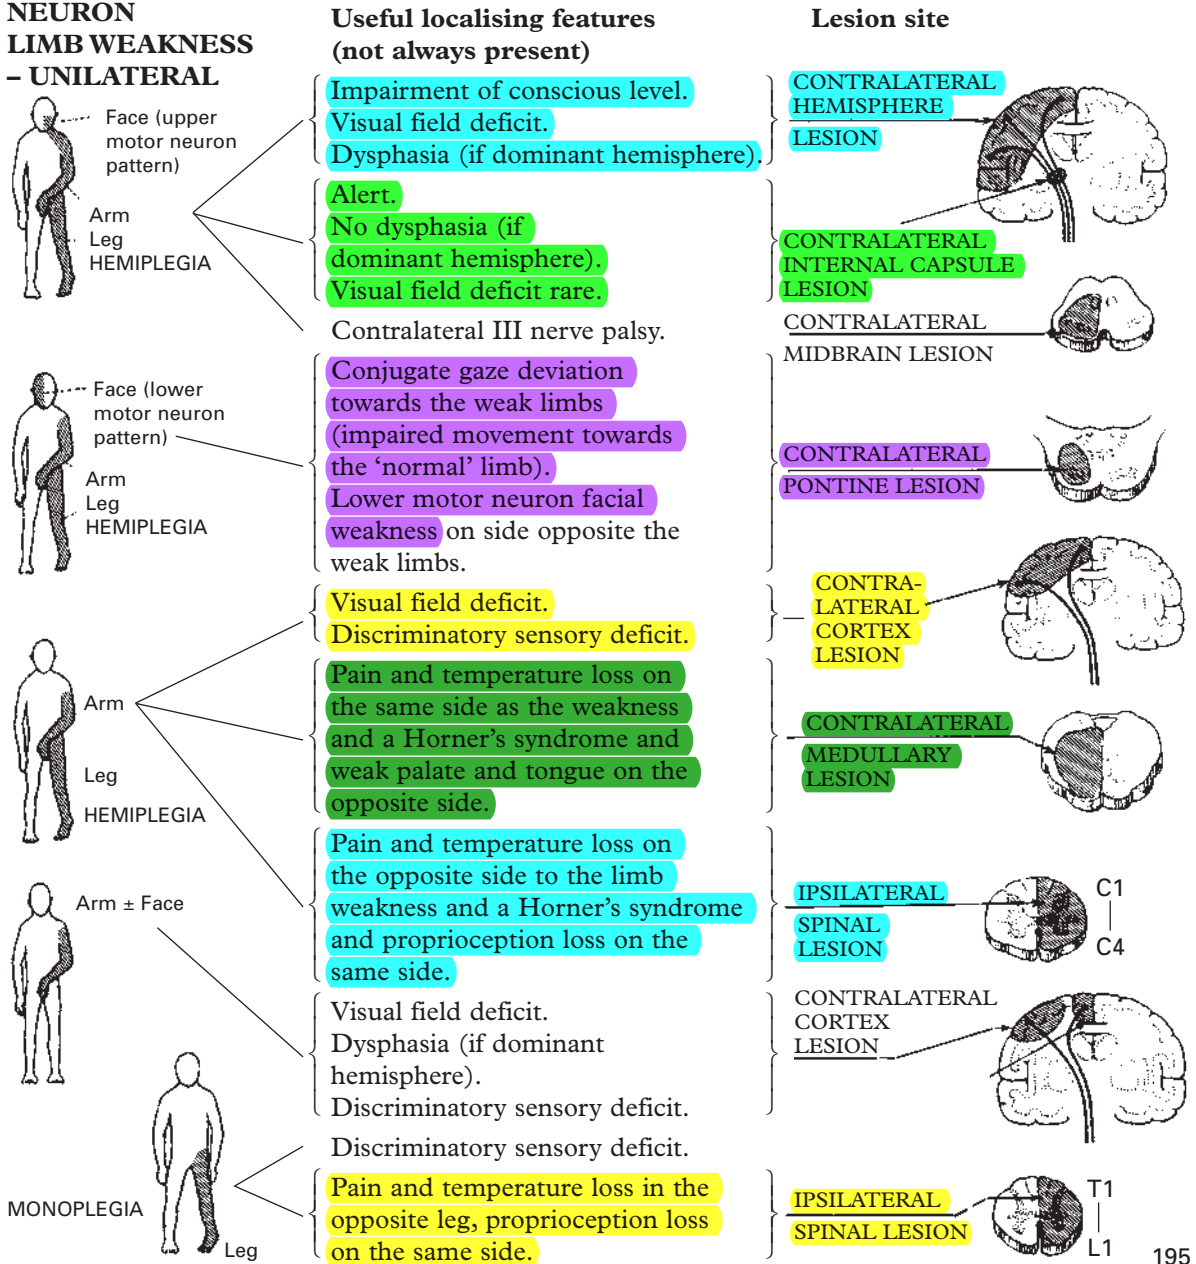 NEURON
LIMB WEAKNESS
– UNILATERAL
Useful localising features
(not always present)
Lesion site
Face (upper
motor neuron
pattern)
Arm
Leg
HEMIPLEGIA
Impairment of conscious level.
Visual field deficit.
Dysphasia (if dominant hemisphere).
CONTRALATERAL
HEMISPHERE
LESION
Alert.
No dysphasia (if
dominant hemisphere).
Visual field deficit rare.
CONTRALATERAL
INTERNAL CAPSULE
LESION
Contralateral III nerve palsy.
CONTRALATERAL
MIDBRAIN LESION
Face (lower
motor neuron
pattern)
Arm
Leg
HEMIPLEGIA
Conjugate gaze deviation
towards the weak limbs
(impaired movement towards
the ‘normal’ limb).
Lower motor neuron facial
weakness on side opposite the
weak limbs.
CONTRALATERAL
PONTINE LESION
Arm
Leg
HEMIPLEGIA
Visual field deficit.
Discriminatory sensory deficit.
CONTRA-
LATERAL
CORTEX
LESION
Pain and temperature loss on
the same side as the weakness
and a Horner’s syndrome and
weak palate and tongue on the
opposite side.
CONTRALATERAL
MEDULLARY
LESION
Pain and temperature loss on
the opposite side to the limb
weakness and a Horner’s syndrome
and proprioception loss on the
same side.
IPSILATERAL
SPINAL
LESION
C1
C4
Arm ± Face
Visual field deficit.
Dysphasia (if dominant
hemisphere).
Discriminatory sensory deficit.
CONTRALATERAL
CORTEX
LESION
MONOPLEGIA
Leg
Discriminatory sensory deficit.
Pain and temperature loss in the
opposite leg, proprioception loss
on the same side.
IPSILATERAL
SPINAL LESION
T1
L1
195